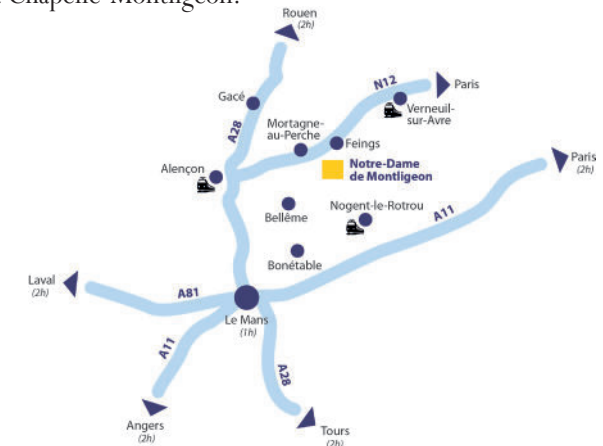 Chapelle-Montligeon.
Rouen
(2h)
N12
Paris
Gacé
Verneuil-
sur-Avre
A28
Mortagne-
au-Perche
Feings
Paris
(2h)
Alençon
Notre-Dame
de Montligeon
Nogent-le-Rotrou
A11
Bellême
Bonétable
Laval
(2h)
A81
Le Mans
(1h)
A11
A28
Angers
(2h)
Tours
(2h)